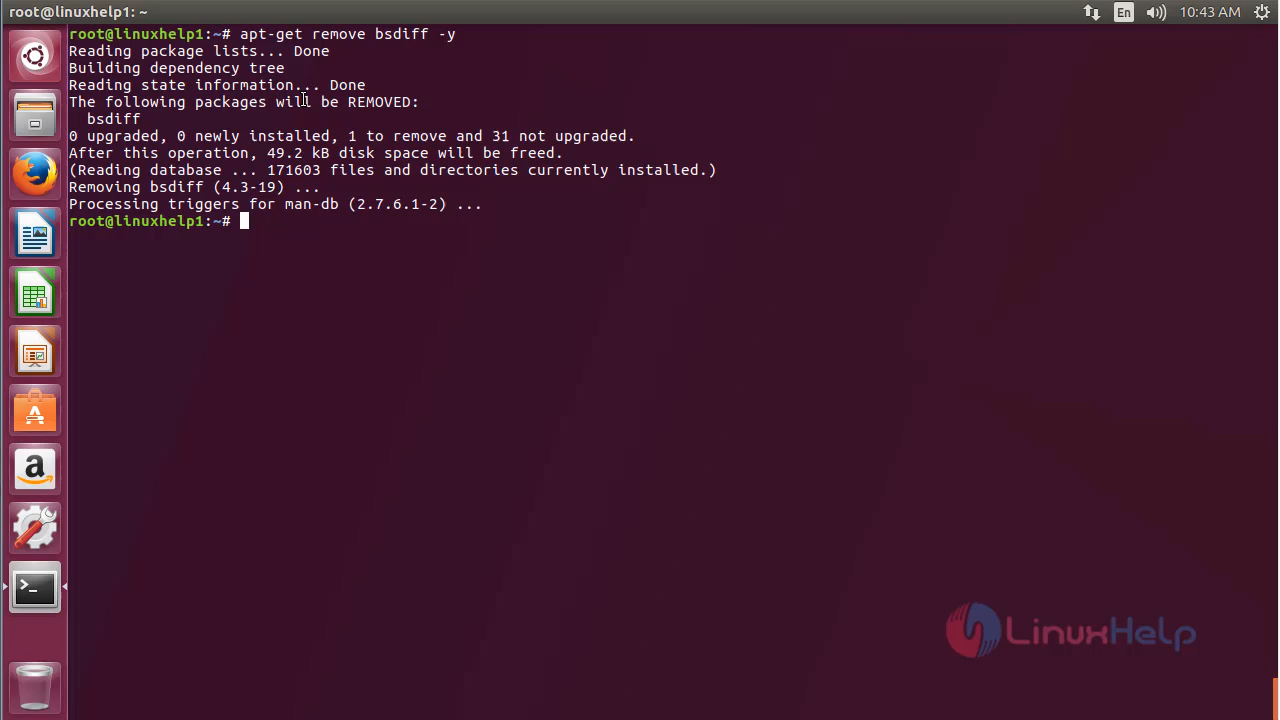 root@linuxhelp1: ~
En
10:43 AM
root@linuxhelp1:~# apt-get remove bsdiff -y
Reading package lists... Done
Building dependency tree
Reading state information... Done
The following packages will be REMOVED:
bsdiff
0 upgraded, 0 newly installed, 1 to remove and 31 not upgraded.
After this operation, 49.2 kB disk space will be freed.
(Reading database ... 171603 files and directories currently installed.)
Removing bsdiff (4.3-19) ...
Processing triggers for man-db (2.7.6.1-2) ...
root@linuxhelp1:~#
LinuxHelp